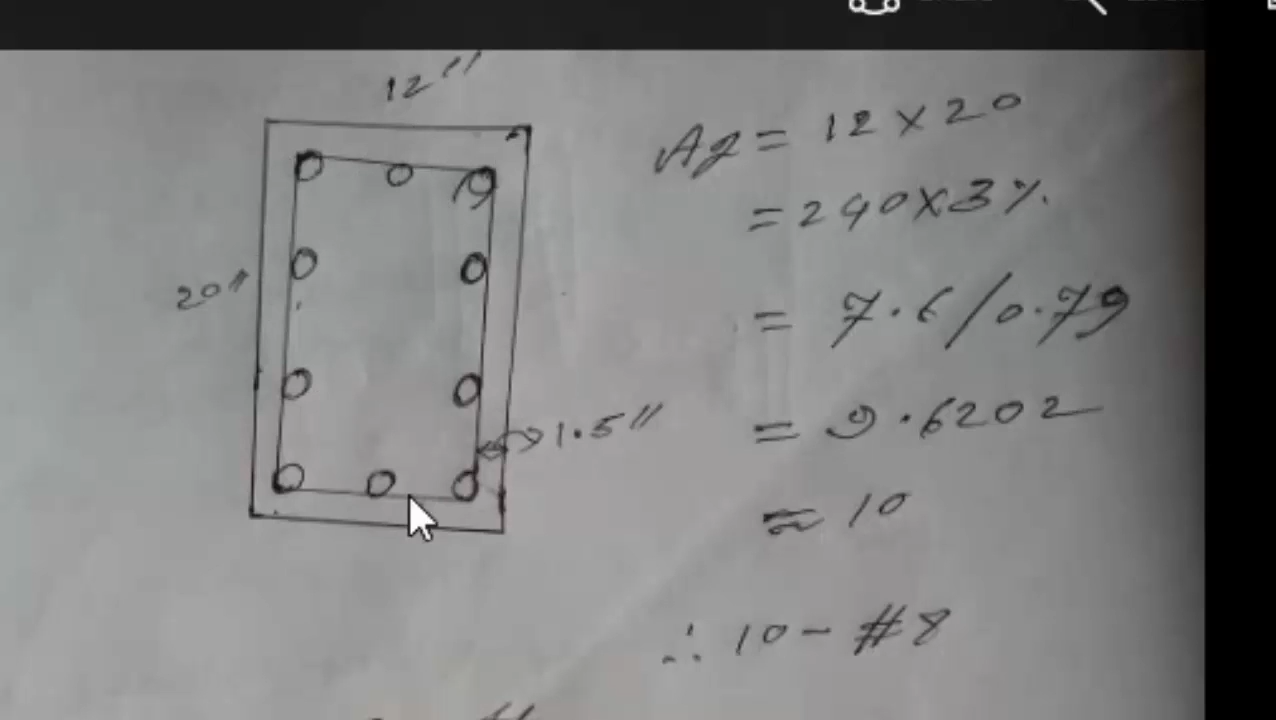 12"
20"
1.5"
Ag = 12 x 20
= 240 x 3%.
= 7.6/0.79
= 9.6202
≈ 10
∴ 10 - #8